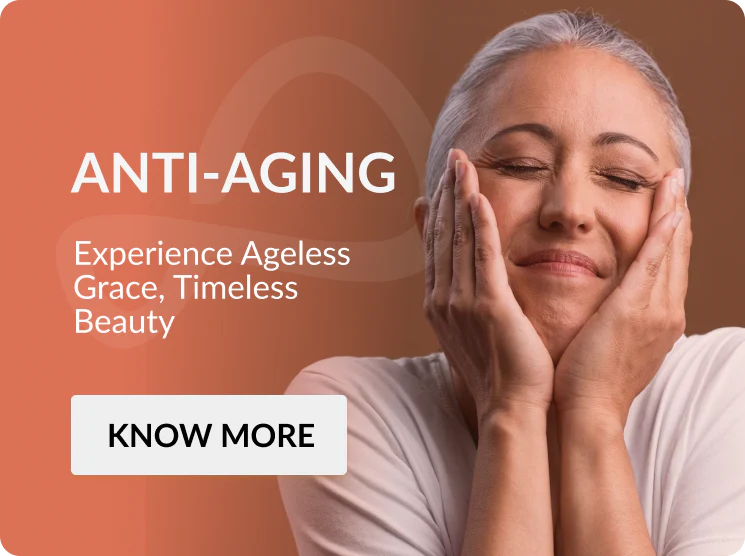 ANTI-AGING
Experience Ageless
Grace, Timeless
Beauty
KNOW MORE